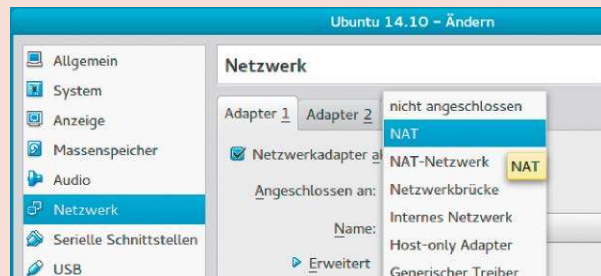 Ubuntu 14.10 – Ändern
Allgemein
System
Anzeige
Massenspeicher
Audio
Netzwerk
Serielle Schnittstellen
USB
Netzwerk
Adapter 1 Adapter 2
Netzwerkadapter
Angeschlossen an:
Name:
Erweitert
nicht angeschlossen
NAT
NAT-Netzwerk
NAT
Netzwerkbrücke
Internes Netzwerk
Host-only Adapter
Generischer Treiber